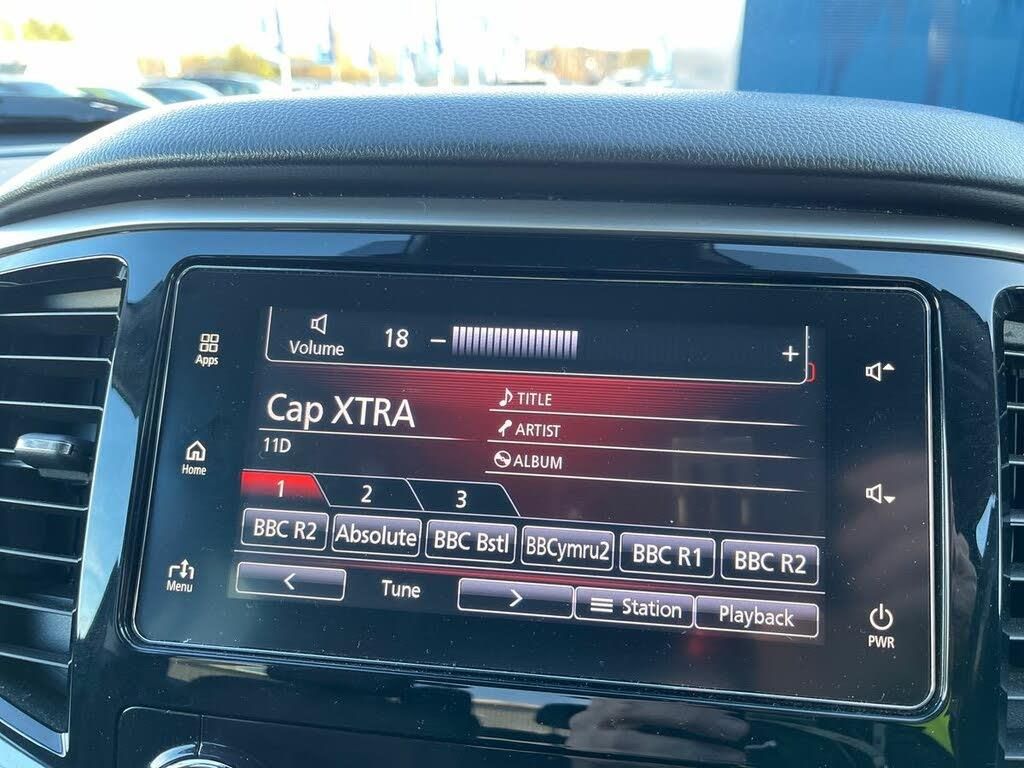 Volume 18 − +
Apps
Cap XTRA
TITLE
11D
ARTIST
ALBUM
Home
1 2 3
BBC R2 Absolute BBC Bstl BBCymru2 BBC R1 BBC R2
Menu
< Tune > Station Playback
PWR